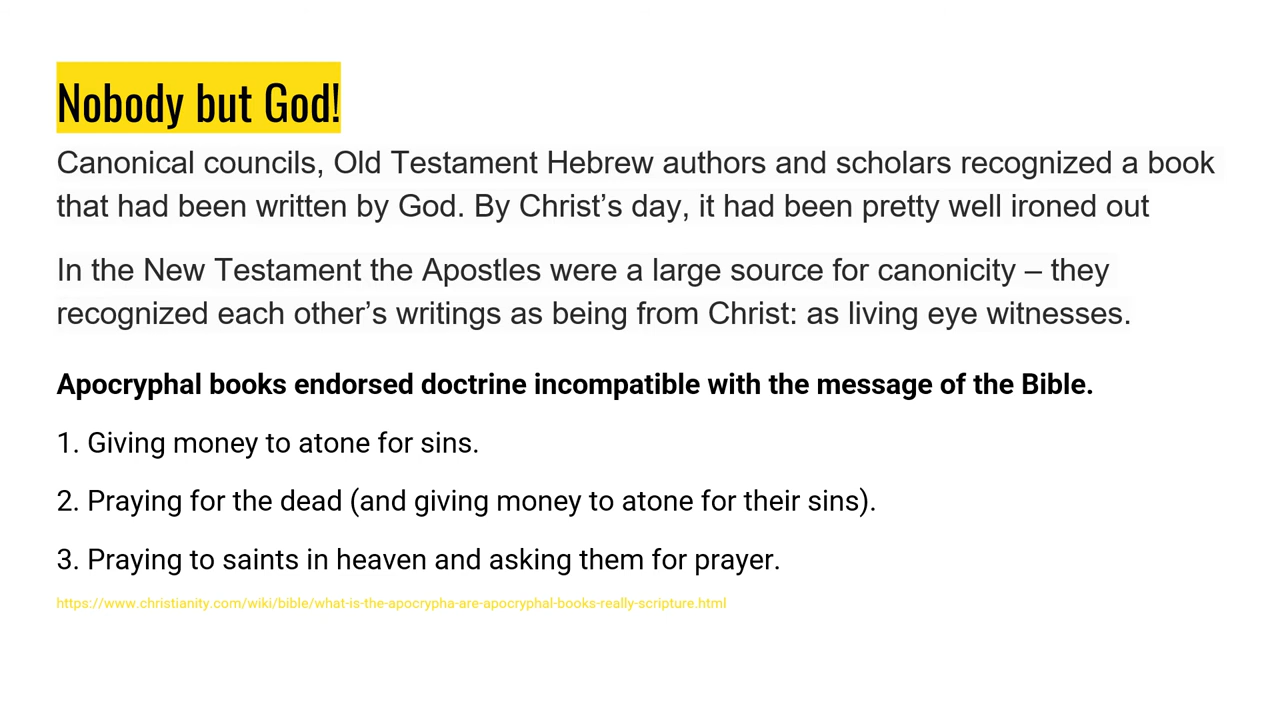 Nobody but God!
Canonical councils, Old Testament Hebrew authors and scholars recognized a book
that had been written by God. By Christ’s day, it had been pretty well ironed out
In the New Testament the Apostles were a large source for canonicity – they
recognized each other’s writings as being from Christ: as living eye witnesses.
Apocryphal books endorsed doctrine incompatible with the message of the Bible.
1. Giving money to atone for sins.
2. Praying for the dead (and giving money to atone for their sins).
3. Praying to saints in heaven and asking them for prayer.
https://www.christianity.com/wiki/bible/what-is-the-apocrypha-are-apocryphal-books-really-scripture.html